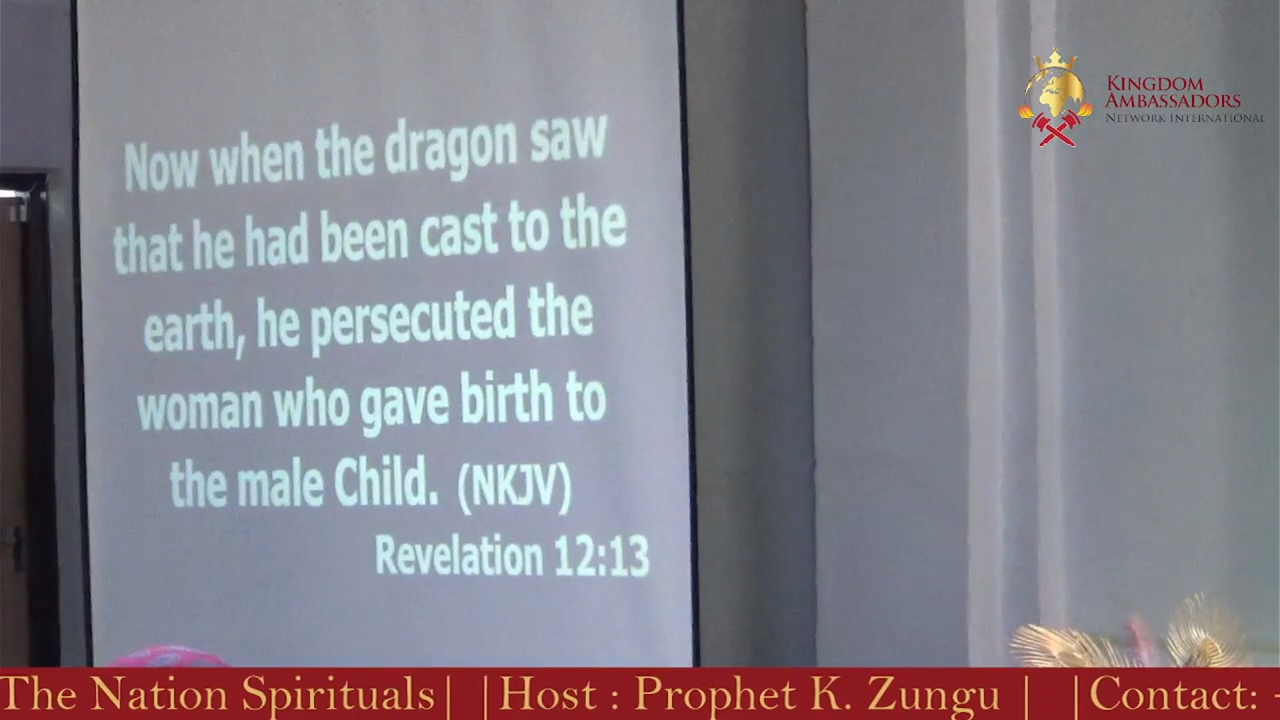 Now when the dragon saw
that he had been cast to the
earth, he persecuted the
woman who gave birth to
the male Child. (NKJV)
Revelation 12:13
KINGDOM
AMBASSADORS
NETWORK INTERNATIONAL
The Nation Spirituals| |Host : Prophet K. Zungu | |Contact: